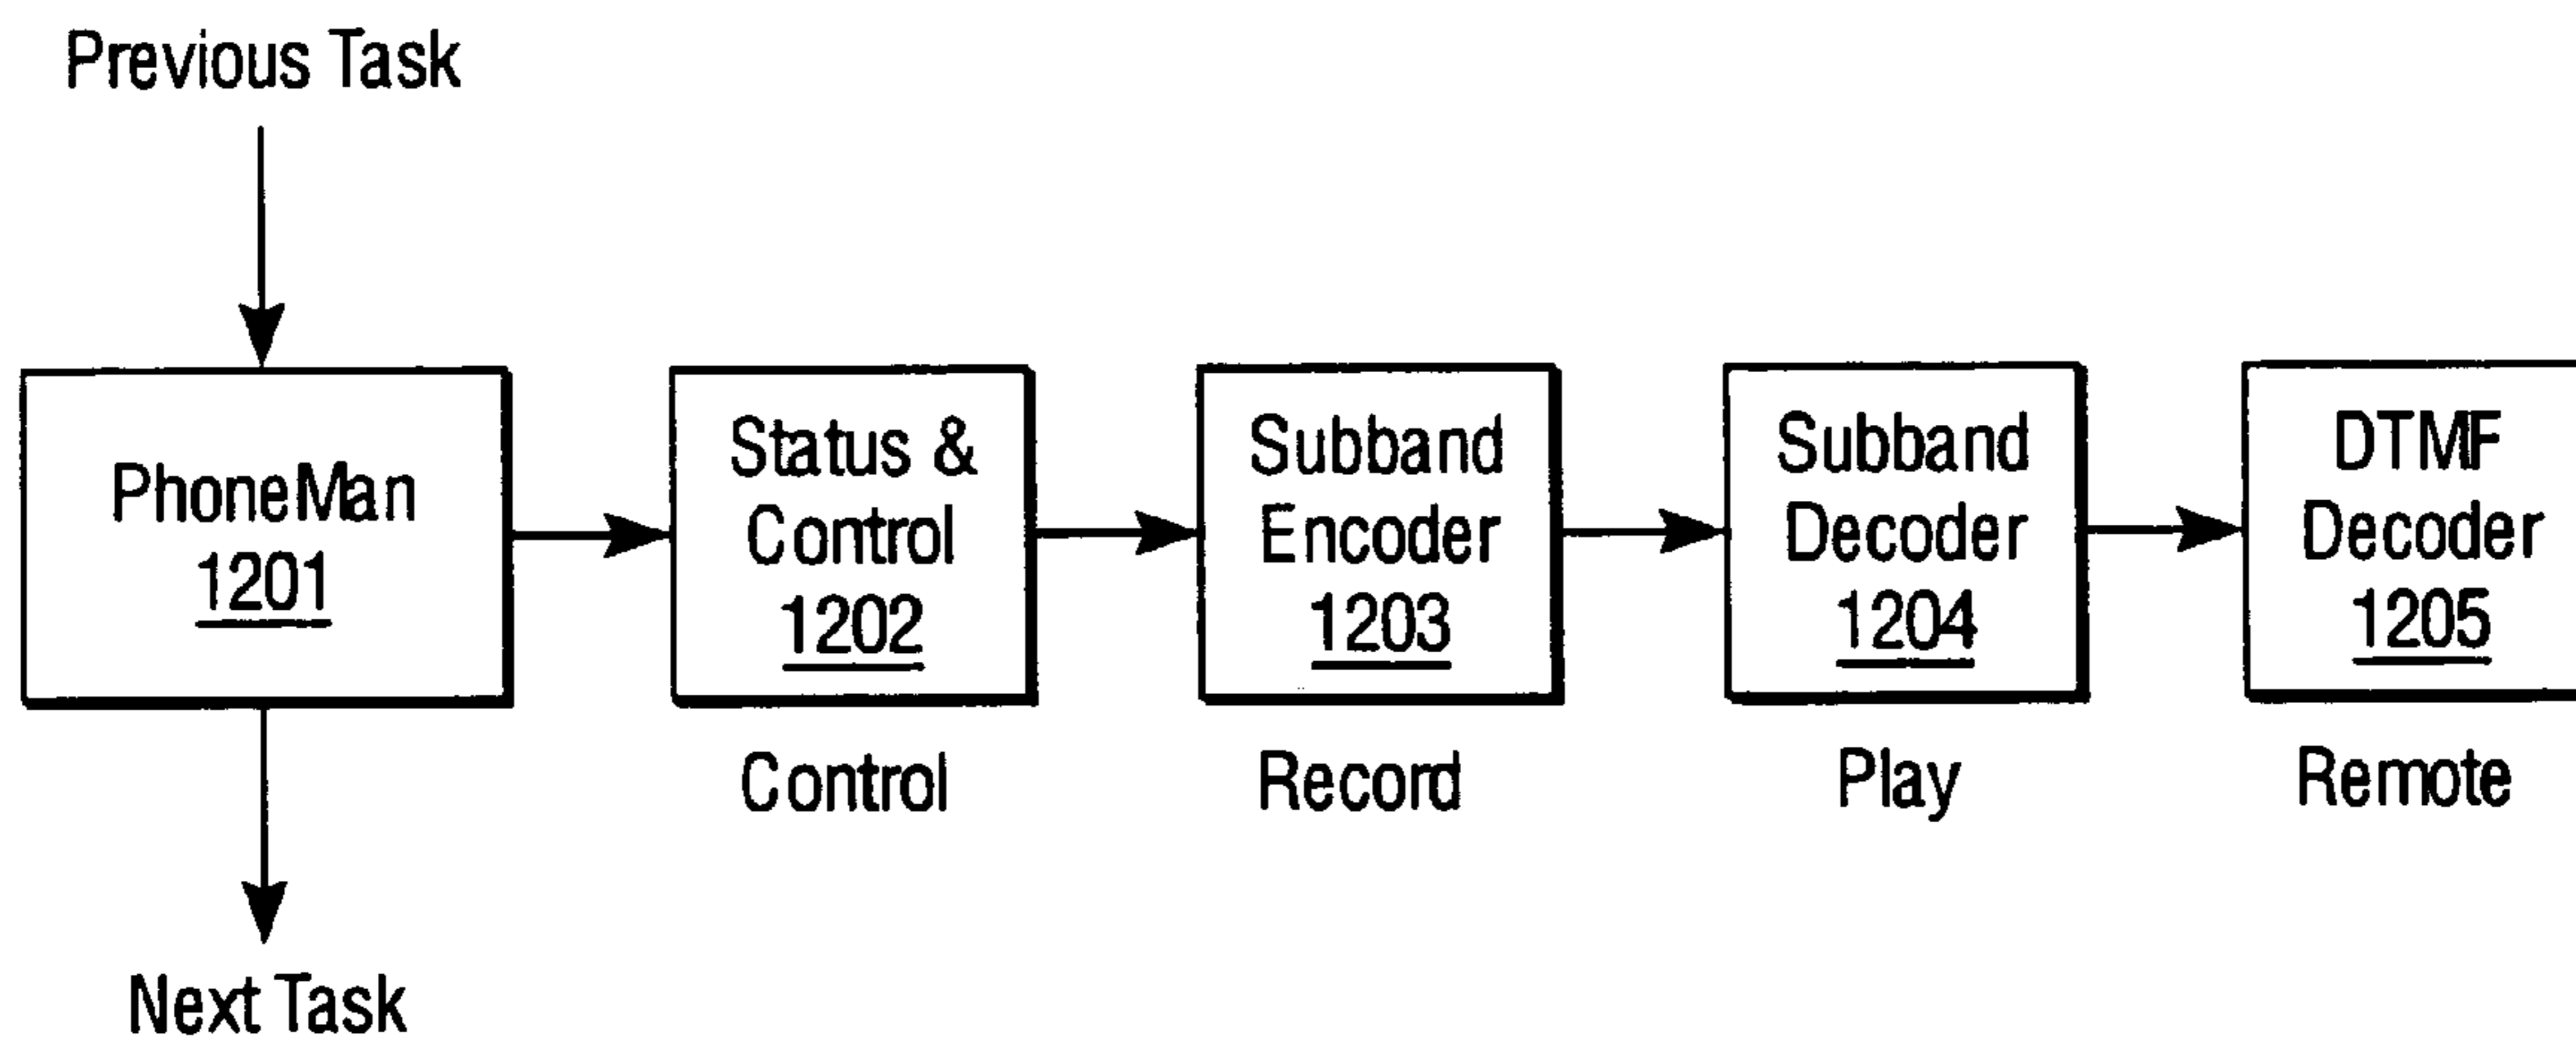 Previous Task
PhoneMan
1201
Status &
Control
1202
Subband
Encoder
1203
Subband
Decoder
1204
DTMF
Decoder
1205
Control
Record
Play
Remote
Next Task